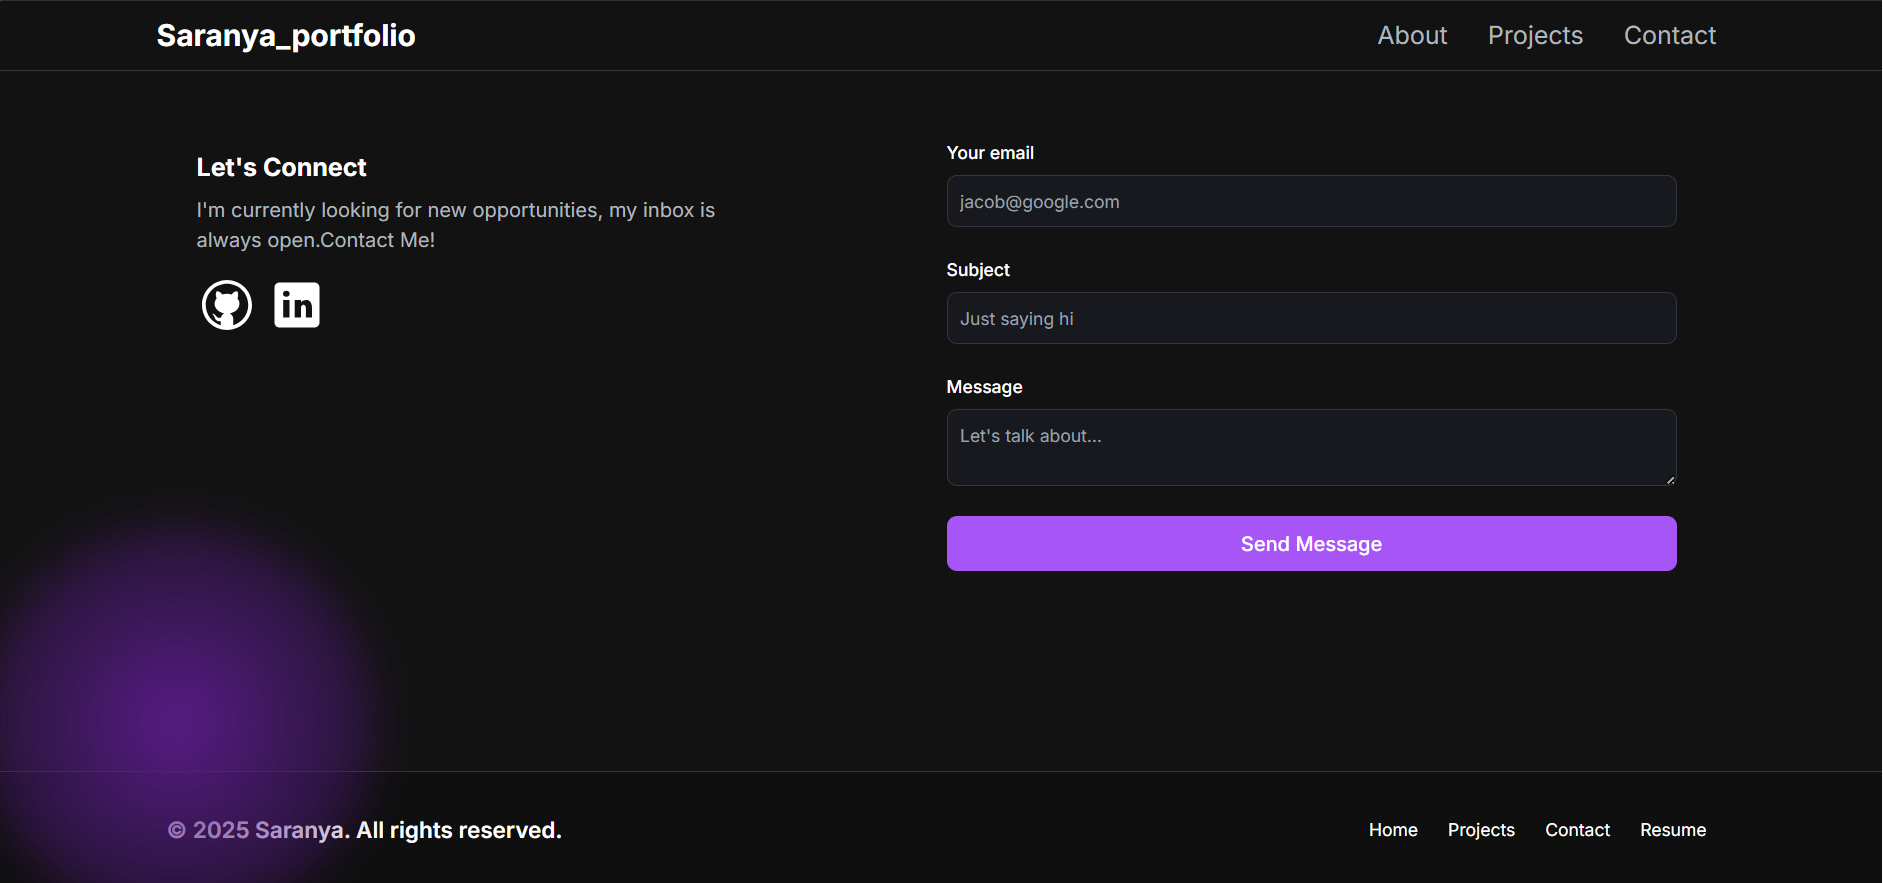 Saranya_portfolio
About Projects Contact
Let's Connect
I'm currently looking for new opportunities, my inbox is
always open.Contact Me!
in
Your email
jacob@google.com
Subject
Just saying hi
Message
Let's talk about...
Send Message
© 2025 Saranya. All rights reserved.
Home Projects Contact Resume